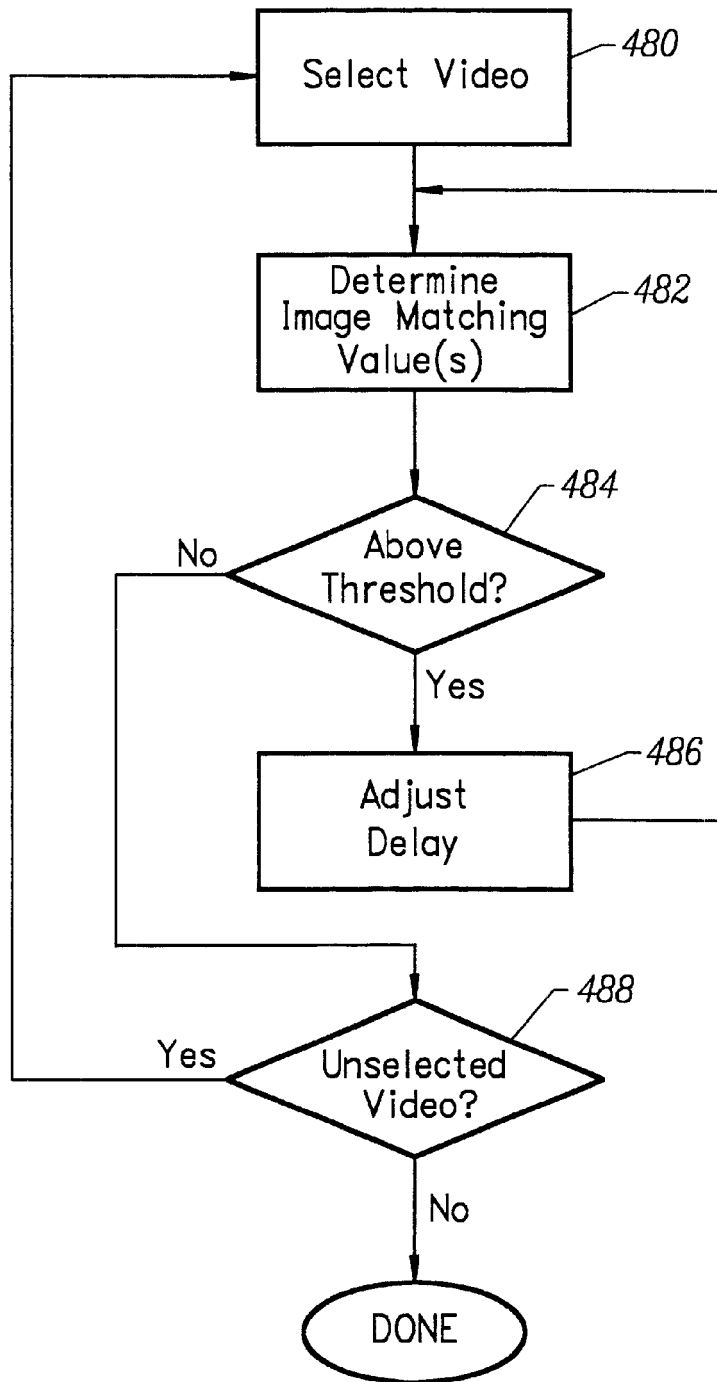 Select Video
480
Determine
Image Matching
Value(s)
482
484
Above
Threshold?
No
Yes
486
Adjust
Delay
488
Yes
Unselected
Video?
No
DONE